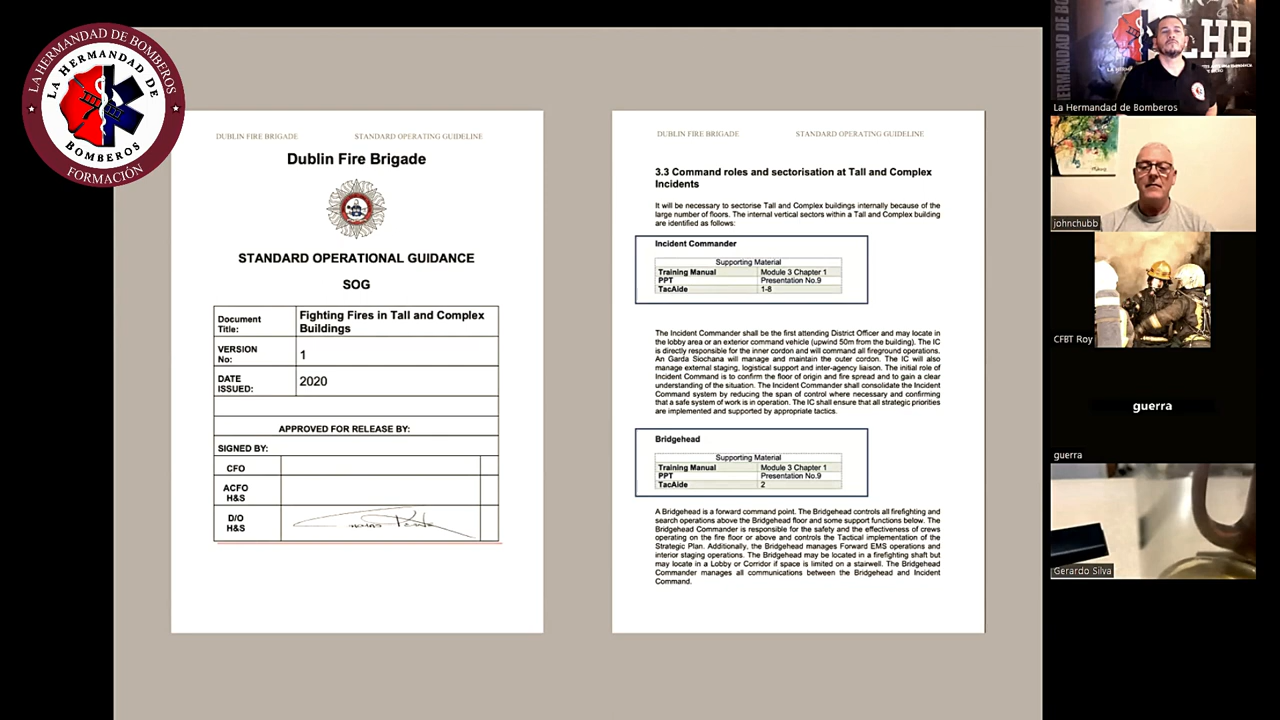 LA HERMANDAD DE BOMBEROS
LA HERMANDAD DE
BOMBEROS
FORMACIÓN
DUBLIN FIRE BRIGADE STANDARD OPERATING GUIDELINE
Dublin Fire Brigade
STANDARD OPERATIONAL GUIDANCE
SOG
Document Title: Fighting Fires in Tall and Complex Buildings
VERSION No: 1
DATE ISSUED: 2020
APPROVED FOR RELEASE BY:
SIGNED BY:
CFO
ACFO H&S
D/O H&S
DUBLIN FIRE BRIGADE STANDARD OPERATING GUIDELINE
3.3 Command roles and sectorisation at Tall and Complex
Incidents
It will be necessary to sectorise Tall and Complex buildings internally because of the
large number of floors. The internal vertical sectors within a Tall and Complex building
are identified as follows:
Incident Commander
Supporting Material
Training Manual Module 3 Chapter 1
PPT Presentation No.9
TacAide 1-8
The Incident Commander shall be the first attending District Officer and may locate in
the lobby area or an exterior command vehicle (upwind 50m from the building). The IC
is directly responsible for the inner cordon and will command all fireground operations.
An Garda Siochana will manage and maintain the outer cordon. The IC will also
manage external staging, logistical support and inter-agency liaison. The initial role of
Incident Command is to confirm the floor of origin and fire spread and to gain a clear
understanding of the situation. The Incident Commander shall consolidate the Incident
Command system by reducing the span of control where necessary and confirming
that a safe system of work is in operation. The IC shall ensure that all strategic priorities
are implemented and supported by appropriate tactics.
Bridgehead
Supporting Material
Training Manual Module 3 Chapter 1
PPT Presentation No.9
TacAide 2
A Bridgehead is a forward command point. The Bridgehead controls all firefighting and
search operations above the Bridgehead floor and some support functions below. The
Bridgehead Commander is responsible for the safety and the effectiveness of crews
operating on the fire floor or above and controls the Tactical implementation of the
Strategic Plan. Additionally, the Bridgehead manages Forward EMS operations and
interior staging operations. The Bridgehead may be located in a firefighting shaft but
may locate in a Lobby or Corridor if space is limited on a stairwell. The Bridgehead
Commander manages all communications between the Bridgehead and Incident
Command.
LHB
La Hermandad de Bomberos
johnchubb
CFBT Roy
guerra
guerra
Gerardo Silva